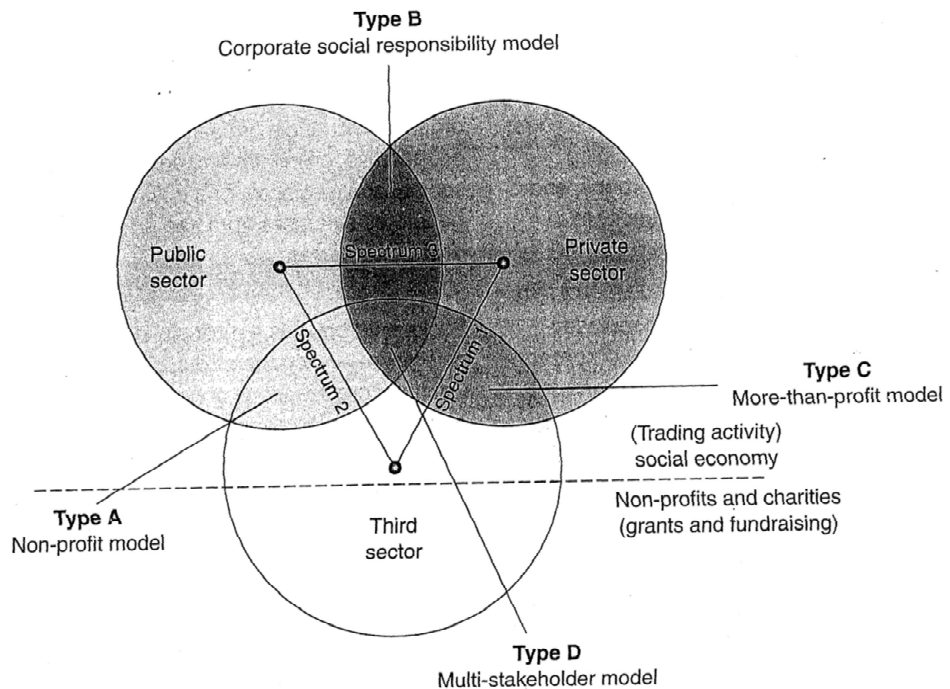 Type B
Corporate social responsibility model
Public
sector
Spectrum 3
Private
sector
Spectrum 2
Spectrum 1
Type C
More-than-profit model
(Trading activity)
social economy
Non-profits and charities
(grants and fundraising)
Type A
Non-profit model
Third
sector
Type D
Multi-stakeholder model